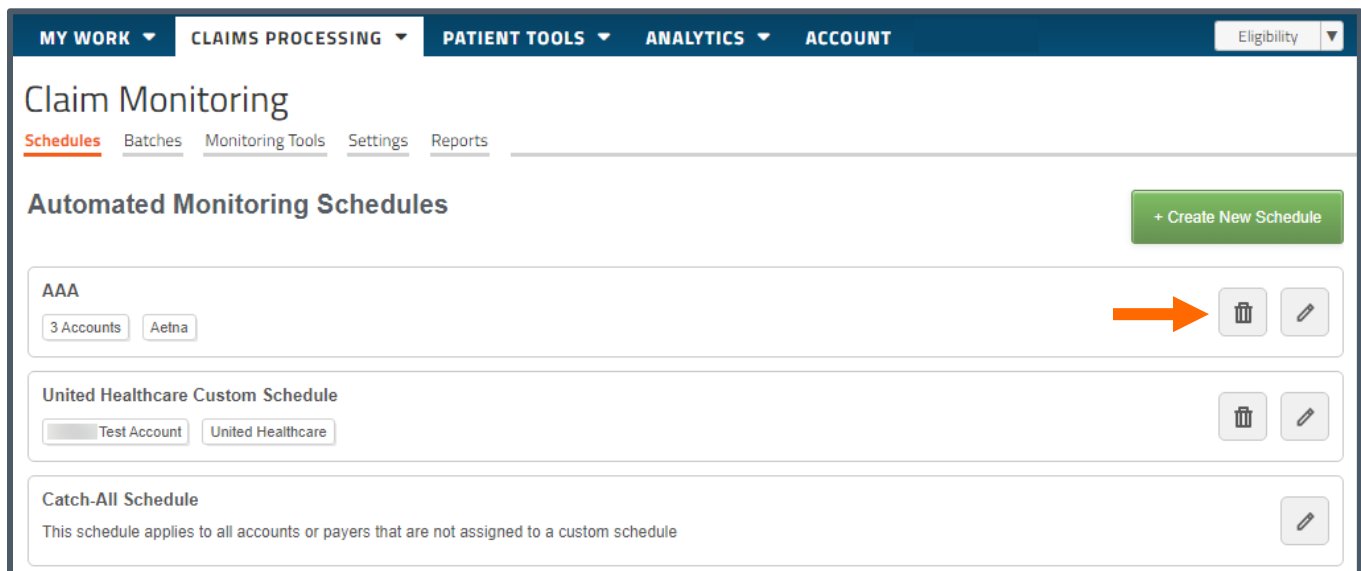 MY WORK CLAIMS PROCESSING PATIENT TOOLS ANALYTICS ACCOUNT Eligibility
Claim Monitoring
Schedules Batches Monitoring Tools Settings Reports
Automated Monitoring Schedules
+ Create New Schedule
AAA
3 Accounts Aetna
United Healthcare Custom Schedule
Test Account United Healthcare
Catch-All Schedule
This schedule applies to all accounts or payers that are not assigned to a custom schedule